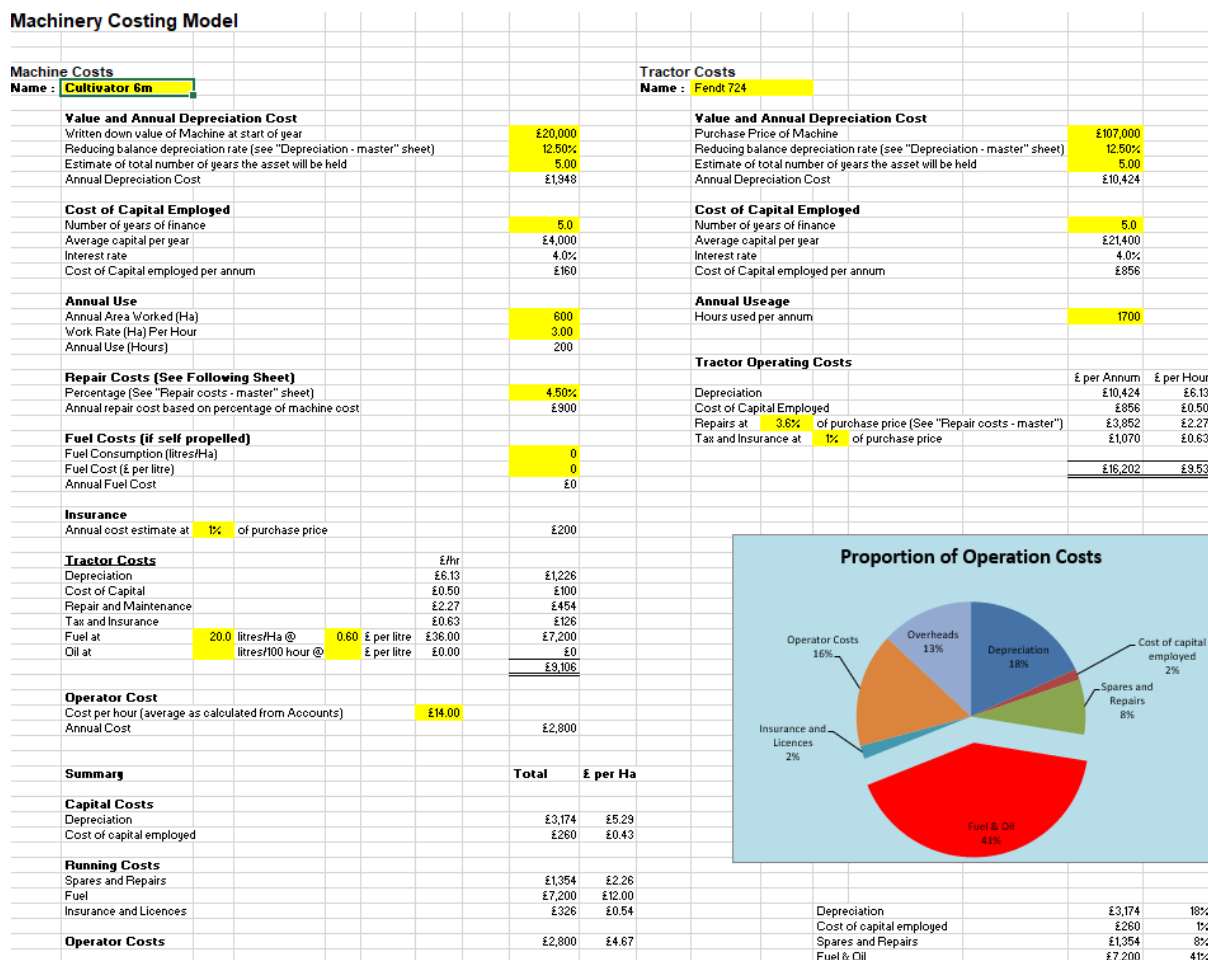 Machinery Costing Model
Machine Costs
Name : Cultivator 6m
Value and Annual Depreciation Cost
Written down value of Machine at start of year £20,000
Reducing balance depreciation rate (see "Depreciation - master" sheet) 12.50%
Estimate of total number of years the asset will be held 5.00
Annual Depreciation Cost £1,948
Cost of Capital Employed
Number of years of finance 5.0
Average capital per year £4,000
Interest rate 4.0%
Cost of Capital employed per annum £160
Annual Use
Annual Area Worked (Ha) 600
Work Rate (Ha) Per Hour 3.00
Annual Use (Hours) 200
Repair Costs (See Following Sheet)
Percentage (See "Repair costs - master" sheet) 4.50%
Annual repair cost based on percentage of machine cost £900
Fuel Costs (if self propelled)
Fuel Consumption (litres/Ha) 0
Fuel Cost (£ per litre) 0
Annual Fuel Cost £0
Insurance
Annual cost estimate at 1% of purchase price £200
Tractor Costs £/hr
Depreciation £6.13 £1,226
Cost of Capital £0.50 £100
Repair and Maintenance £2.27 £454
Tax and Insurance £0.63 £126
Fuel at 20.0 litres/Ha @ 0.60 £ per litre £36.00 £7,200
Oil at litres/100 hour @ £ per litre £0.00 £0
£9,106
Operator Cost
Cost per hour (average as calculated from Accounts) £14.00
Annual Cost £2,800
Summary Total £ per Ha
Capital Costs
Depreciation £3,174 £5.29
Cost of capital employed £260 £0.43
Running Costs
Spares and Repairs £1,354 £2.26
Fuel £7,200 £12.00
Insurance and Licences £326 £0.54
Operator Costs £2,800 £4.67
Tractor Costs
Name : Fendt 724
Value and Annual Depreciation Cost
Purchase Price of Machine £107,000
Reducing balance depreciation rate (see "Depreciation - master" sheet) 12.50%
Estimate of total number of years the asset will be held 5.00
Annual Depreciation Cost £10,424
Cost of Capital Employed
Number of years of finance 5.0
Average capital per year £21,400
Interest rate 4.0%
Cost of Capital employed per annum £856
Annual Useage
Hours used per annum 1700
Tractor Operating Costs
£ per Annum £ per Hour
Depreciation £10,424 £6.13
Cost of Capital Employed £856 £0.50
Repairs at 3.6% of purchase price (See "Repair costs - master") £3,852 £2.27
Tax and Insurance at 1% of purchase price £1,070 £0.63
£16,202 £9.53
Proportion of Operation Costs
Operator Costs
16%
Overheads
13%
Depreciation
18%
Cost of capital
employed
2%
Spares and
Repairs
8%
Insurance and
Licences
2%
Fuel & Oil
41%
Depreciation £3,174 18%
Cost of capital employed £260 1%
Spares and Repairs £1,354 8%
Fuel & Oil £7,200 41%